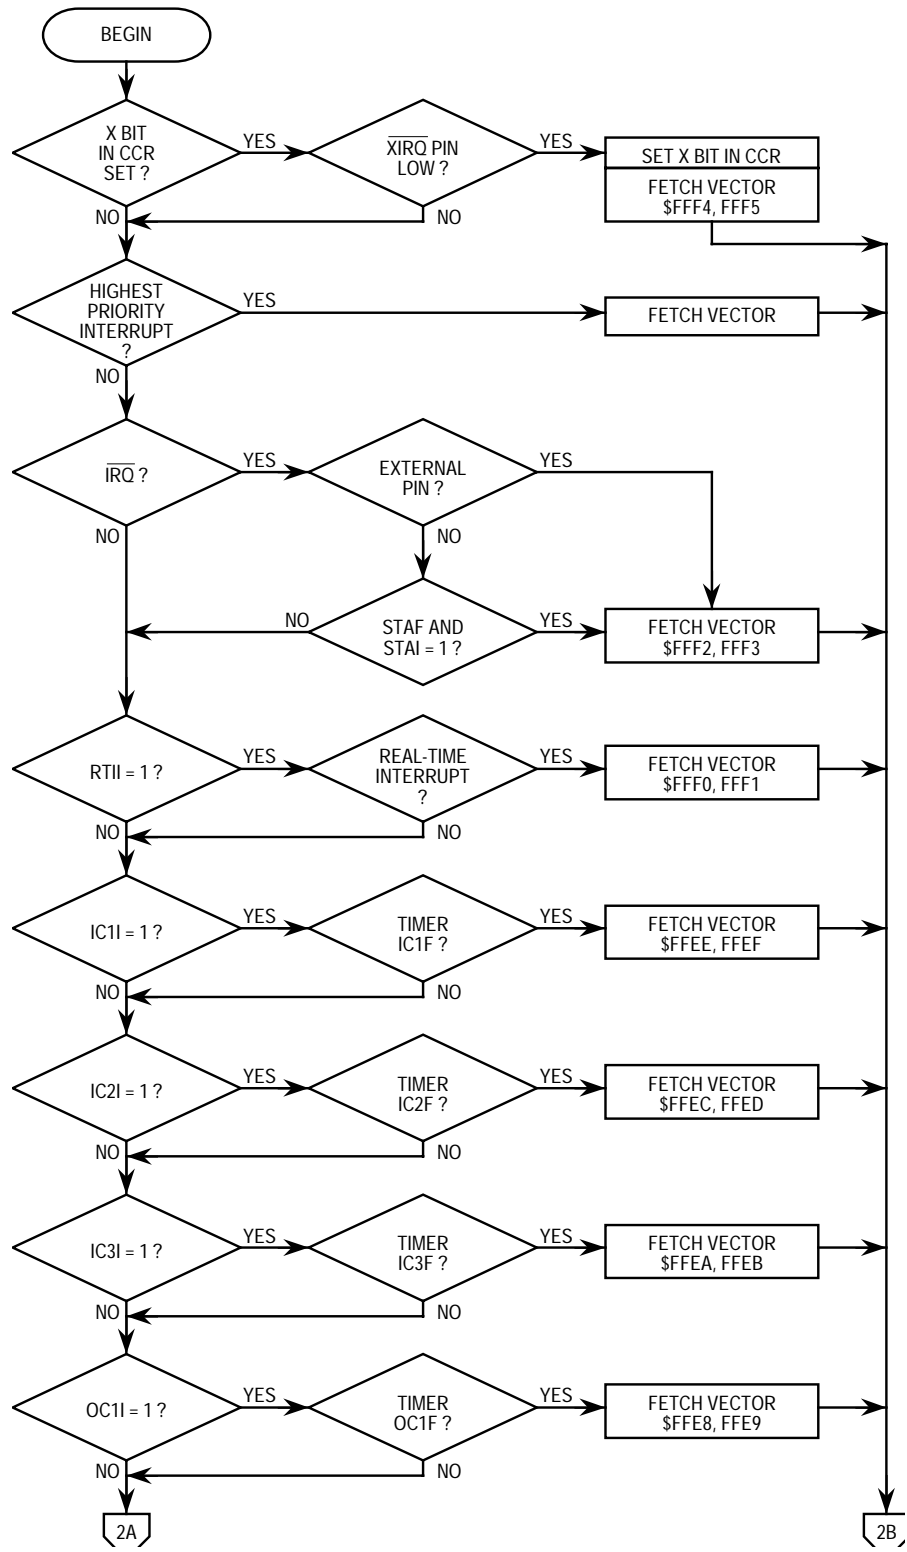 BEGIN
X BIT
IN CCR
SET ?
YES
XIRQ PIN
LOW ?
YES
SET X BIT IN CCR
FETCH VECTOR
$FFF4, FFF5
NO
NO
HIGHEST
PRIORITY
INTERRUPT
?
YES
FETCH VECTOR
NO
IRQ ?
YES
EXTERNAL
PIN ?
YES
NO
NO
STAF AND
STAI = 1 ?
NO
YES
FETCH VECTOR
$FFF2, FFF3
RTII = 1 ?
YES
REAL-TIME
INTERRUPT
?
YES
FETCH VECTOR
$FFF0, FFF1
NO
NO
IC1I = 1 ?
YES
TIMER
IC1F ?
YES
FETCH VECTOR
$FFEE, FFEF
NO
NO
IC2I = 1 ?
YES
TIMER
IC2F ?
YES
FETCH VECTOR
$FFEC, FFED
NO
NO
IC3I = 1 ?
YES
TIMER
IC3F ?
YES
FETCH VECTOR
$FFEA, FFEB
NO
NO
OC1I = 1 ?
YES
TIMER
OC1F ?
YES
FETCH VECTOR
$FFE8, FFE9
NO
NO
2A
2B